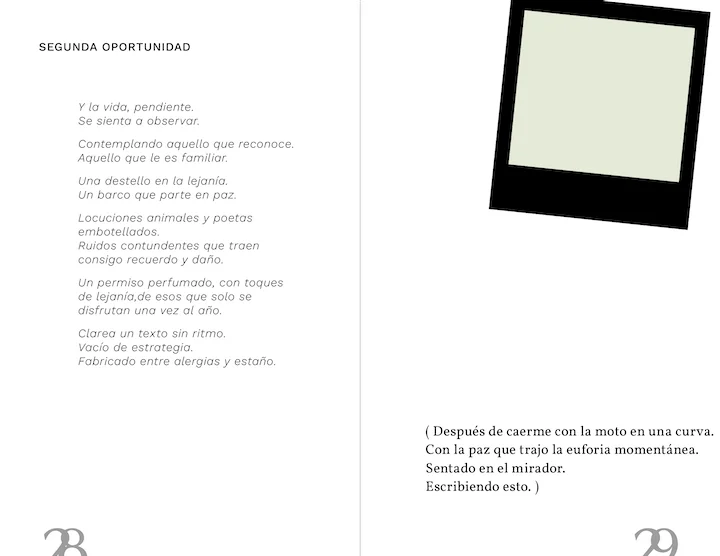 SEGUNDA OPORTUNIDAD
Y la vida, pendiente.
Se sienta a observar.
Contemplando aquello que reconoce.
Aquello que le es familiar.
Una destello en la lejanía.
Un barco que parte en paz.
Locuciones animales y poetas
embotellados.
Ruidos contundentes que traen
consigo recuerdo y daño.
Un permiso perfumado, con toques
de lejanía,de esos que solo se
disfrutan una vez al año.
Clarea un texto sin ritmo.
Vacío de estrategia.
Fabricado entre alergias y estaño.
28
( Después de caerme con la moto en una curva.
Con la paz que trajo la euforia momentánea.
Sentado en el mirador.
Escribiendo esto. )
29